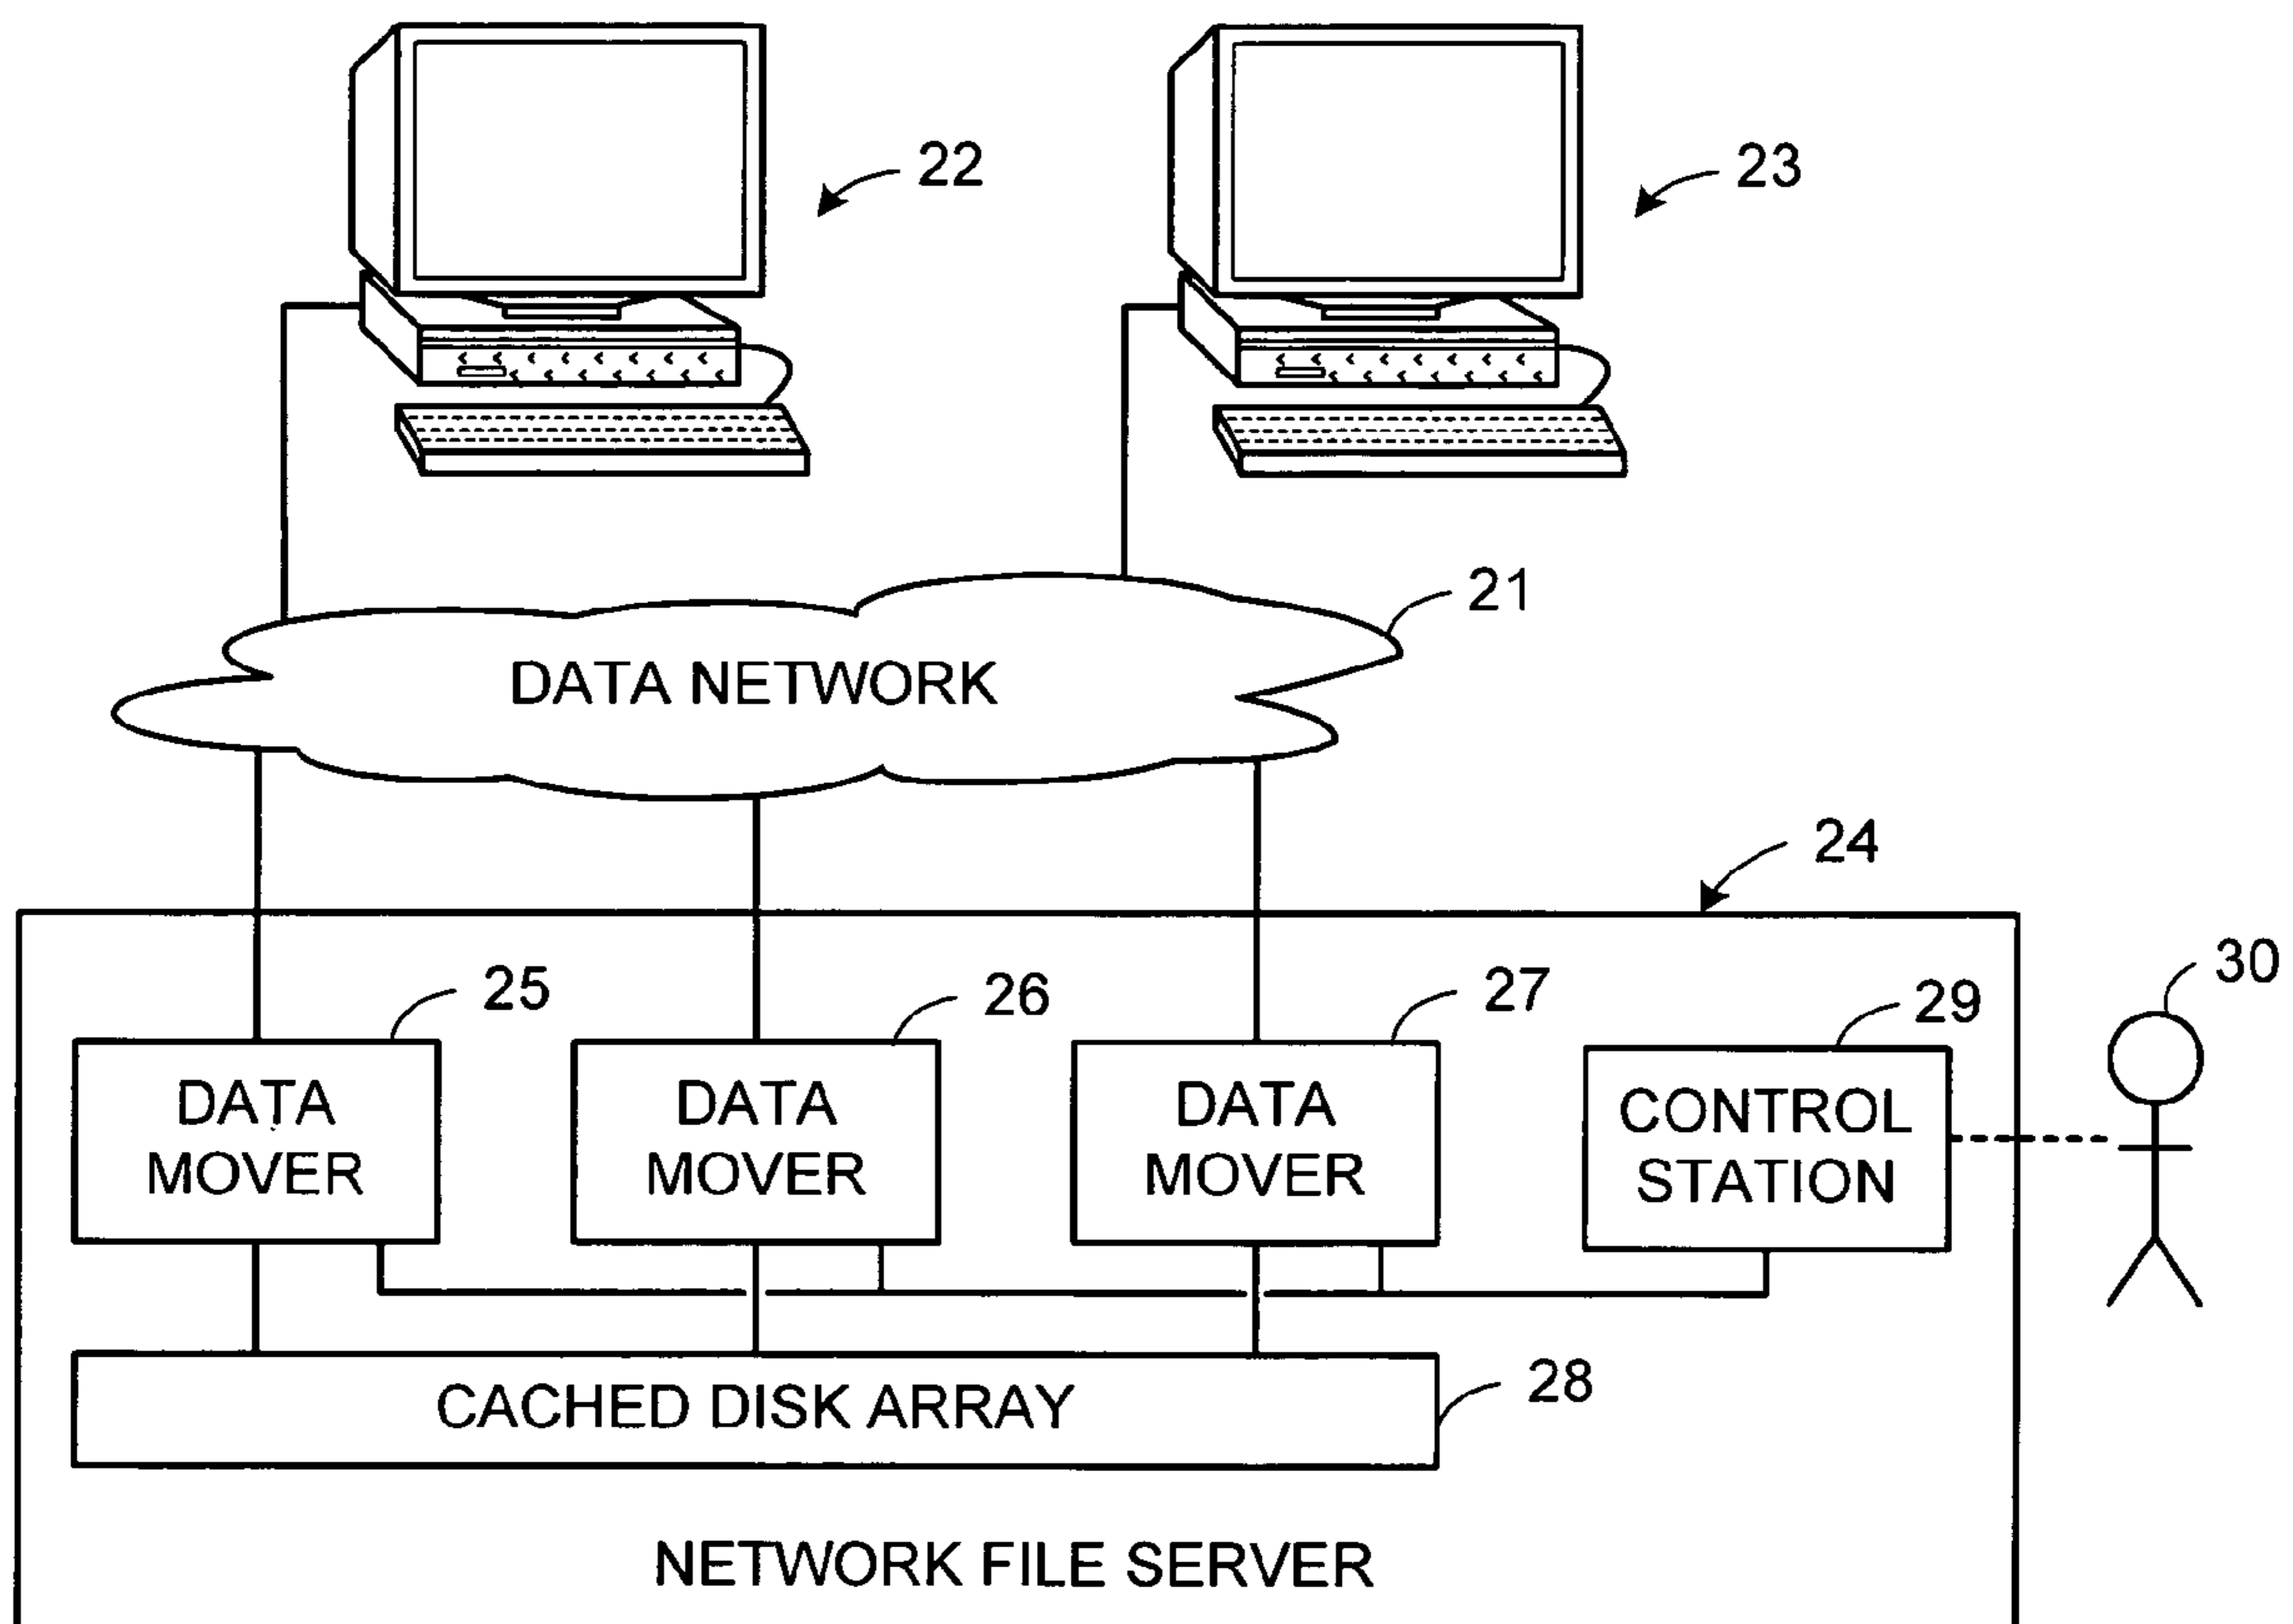 22
23
21
DATA NETWORK
24
25
26
27
29
30
DATA
MOVER
DATA
MOVER
DATA
MOVER
CONTROL
STATION
28
CACHED DISK ARRAY
NETWORK FILE SERVER